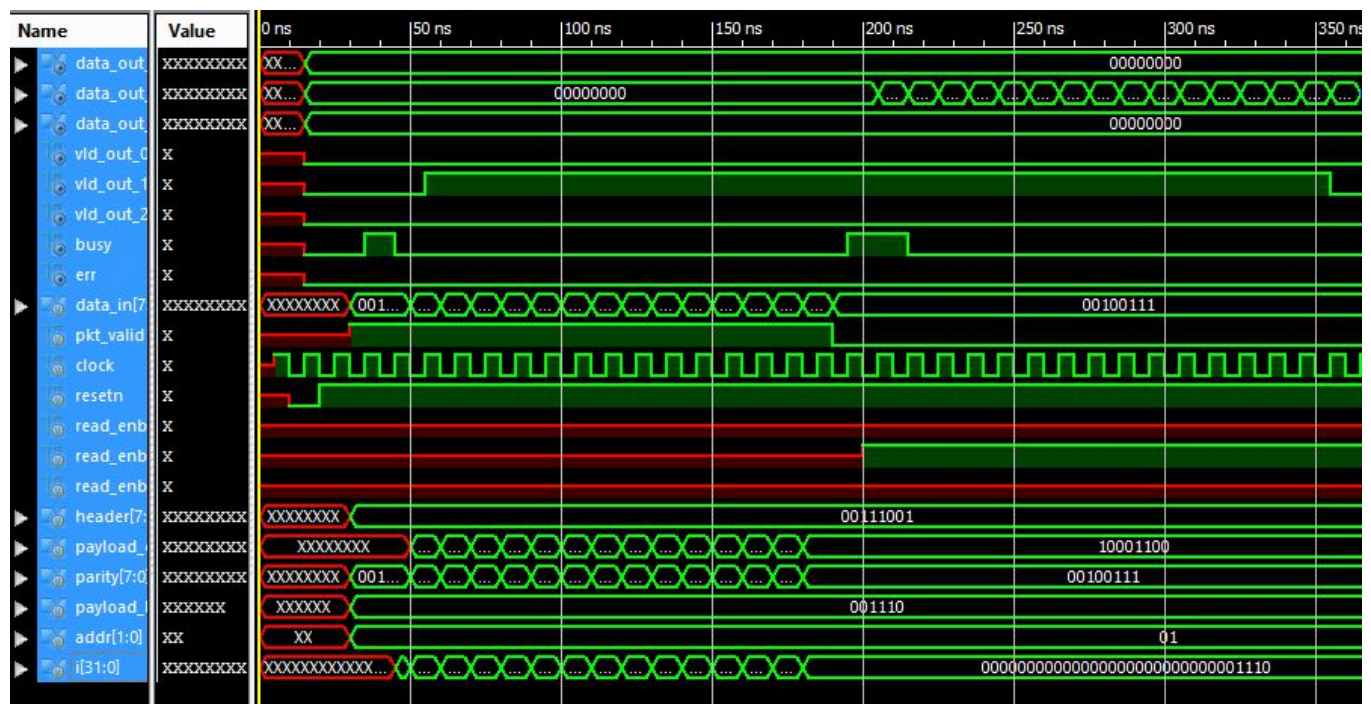 Name Value 0 ns 50 ns 100 ns 150 ns 200 ns 250 ns 300 ns 350 ns
data_out XXXXXXXX XX... 00000000
data_out XXXXXXXX XX... 00000000 ... ... ... ... ... ... ... ... ... ... ... ... ... ... ... ...
data_out XXXXXXXX XX... 00000000
vld_out_0 X
vld_out_1 X
vld_out_2 X
busy X
err X
data_in[7 XXXXXXXX XXXXXXXX 001... ... ... ... ... ... ... ... ... ... ... ... ... ... ... 00100111
pkt_valid X
clock X
resetn X
read_enb X
read_enb X
read_enb X
header[7: XXXXXXXX XXXXXXXX 00111001
payload_ XXXXXXXX XXXXXXXX ... ... ... ... ... ... ... ... ... ... ... ... ... 10001100
parity[7:0] XXXXXXXX XXXXXXXX 001... ... ... ... ... ... ... ... ... ... ... ... ... ... 00100111
payload_l XXXXXX XXXXXX 001110
addr[1:0] XX XX 01
i[31:0] XXXXXXXX XXXXXXXXXXXX... ... ... ... ... ... ... ... ... ... ... ... ... ... 00000000000000000000000000001110